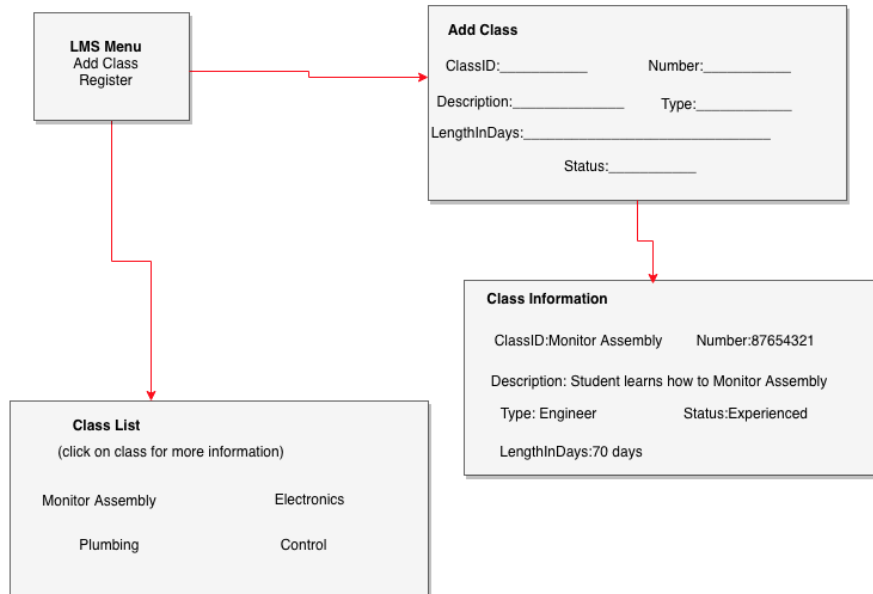 LMS Menu
Add Class
Register
Add Class
ClassID:___________ Number:___________
Description:______________ Type:____________
LengthInDays:_______________________________
Status:___________
Class Information
ClassID:Monitor Assembly Number:87654321
Description: Student learns how to Monitor Assembly
Type: Engineer Status:Experienced
LengthInDays:70 days
Class List
(click on class for more information)
Monitor Assembly Electronics
Plumbing Control